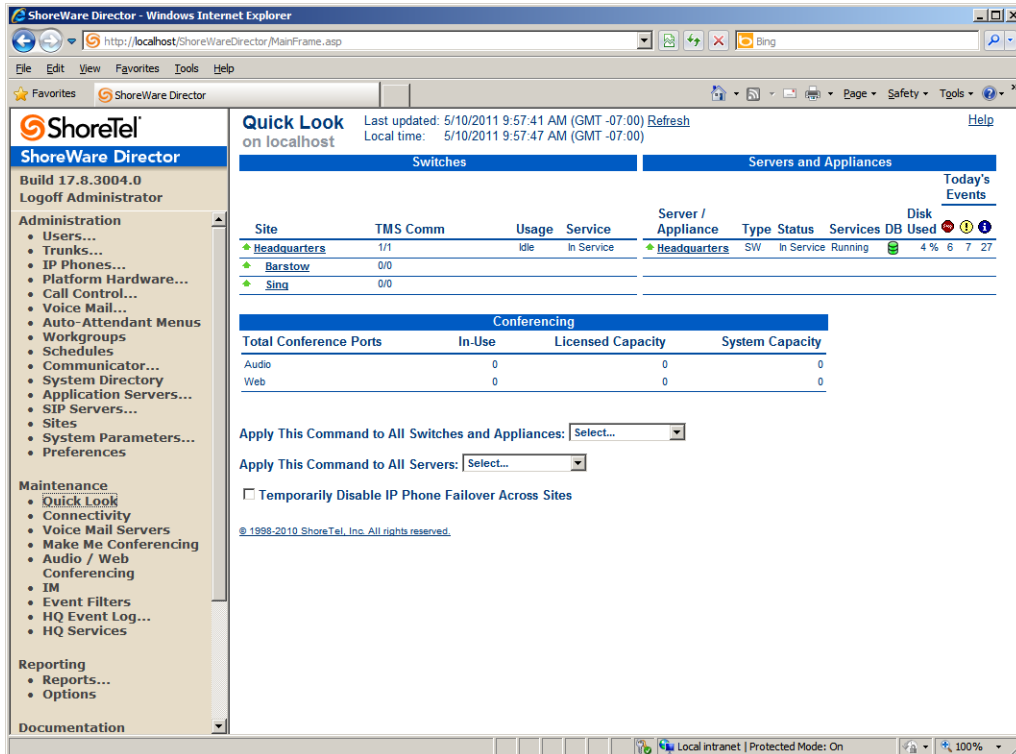 ShoreWare Director - Windows Internet Explorer
http://localhost/ShoreWareDirector/MainFrame.asp
Bing
File Edit View Favorites Tools Help
Favorites ShoreWare Director Page Safety Tools
ShoreTel
ShoreWare Director
Build 17.8.3004.0
Logoff Administrator
Administration
Users...
Trunks...
IP Phones...
Platform Hardware...
Call Control...
Voice Mail...
Auto-Attendant Menus
Workgroups
Schedules
Communicator...
System Directory
Application Servers...
SIP Servers...
Sites
System Parameters...
Preferences
Maintenance
Quick Look
Connectivity
Voice Mail Servers
Make Me Conferencing
Audio / Web
Conferencing
IM
Event Filters
HQ Event Log...
HQ Services
Reporting
Reports...
Options
Documentation
Quick Look
on localhost
Last updated: 5/10/2011 9:57:41 AM (GMT -07:00) Refresh
Local time: 5/10/2011 9:57:47 AM (GMT -07:00)
Help
Switches
Site TMS Comm Usage Service
Headquarters 1/1 Idle In Service
Barstow 0/0
Sing 0/0
Servers and Appliances
Today's
Events
Server / Disk
Appliance Type Status Services DB Used
Headquarters SW In Service Running 4 % 6 7 27
Conferencing
Total Conference Ports In-Use Licensed Capacity System Capacity
Audio 0 0 0
Web 0 0 0
Apply This Command to All Switches and Appliances: Select...
Apply This Command to All Servers: Select...
Temporarily Disable IP Phone Failover Across Sites
© 1998-2010 ShoreTel, Inc. All rights reserved.
Local intranet | Protected Mode: On 100%